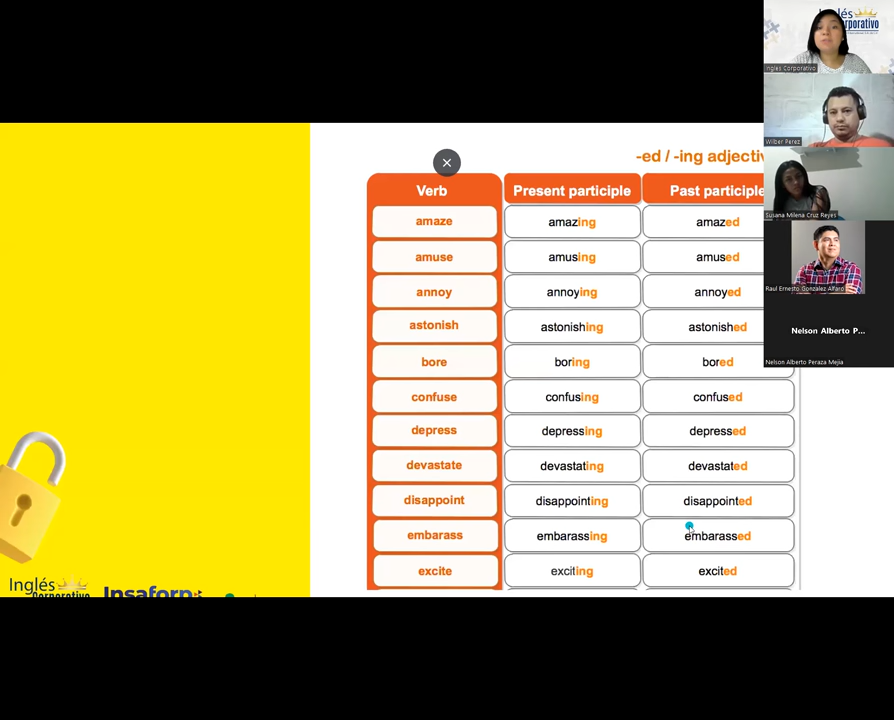 Inglés
Corporativo
Inglés Corporativo
Wilber Perez
Susana Milena Cruz Reyes
Raul Ernesto Gonzalez Alfaro
Nelson Alberto P...
Nelson Alberto Peraza Mejia
-ed / -ing adjectiv
Verb Present participle Past participle
amaze amazing amazed
amuse amusing amused
annoy annoying annoyed
astonish astonishing astonished
bore boring bored
confuse confusing confused
depress depressing depressed
devastate devastating devastated
disappoint disappointing disappointed
embarass embarassing embarassed
excite exciting excited
Inglés
Corporativo
Insaforp